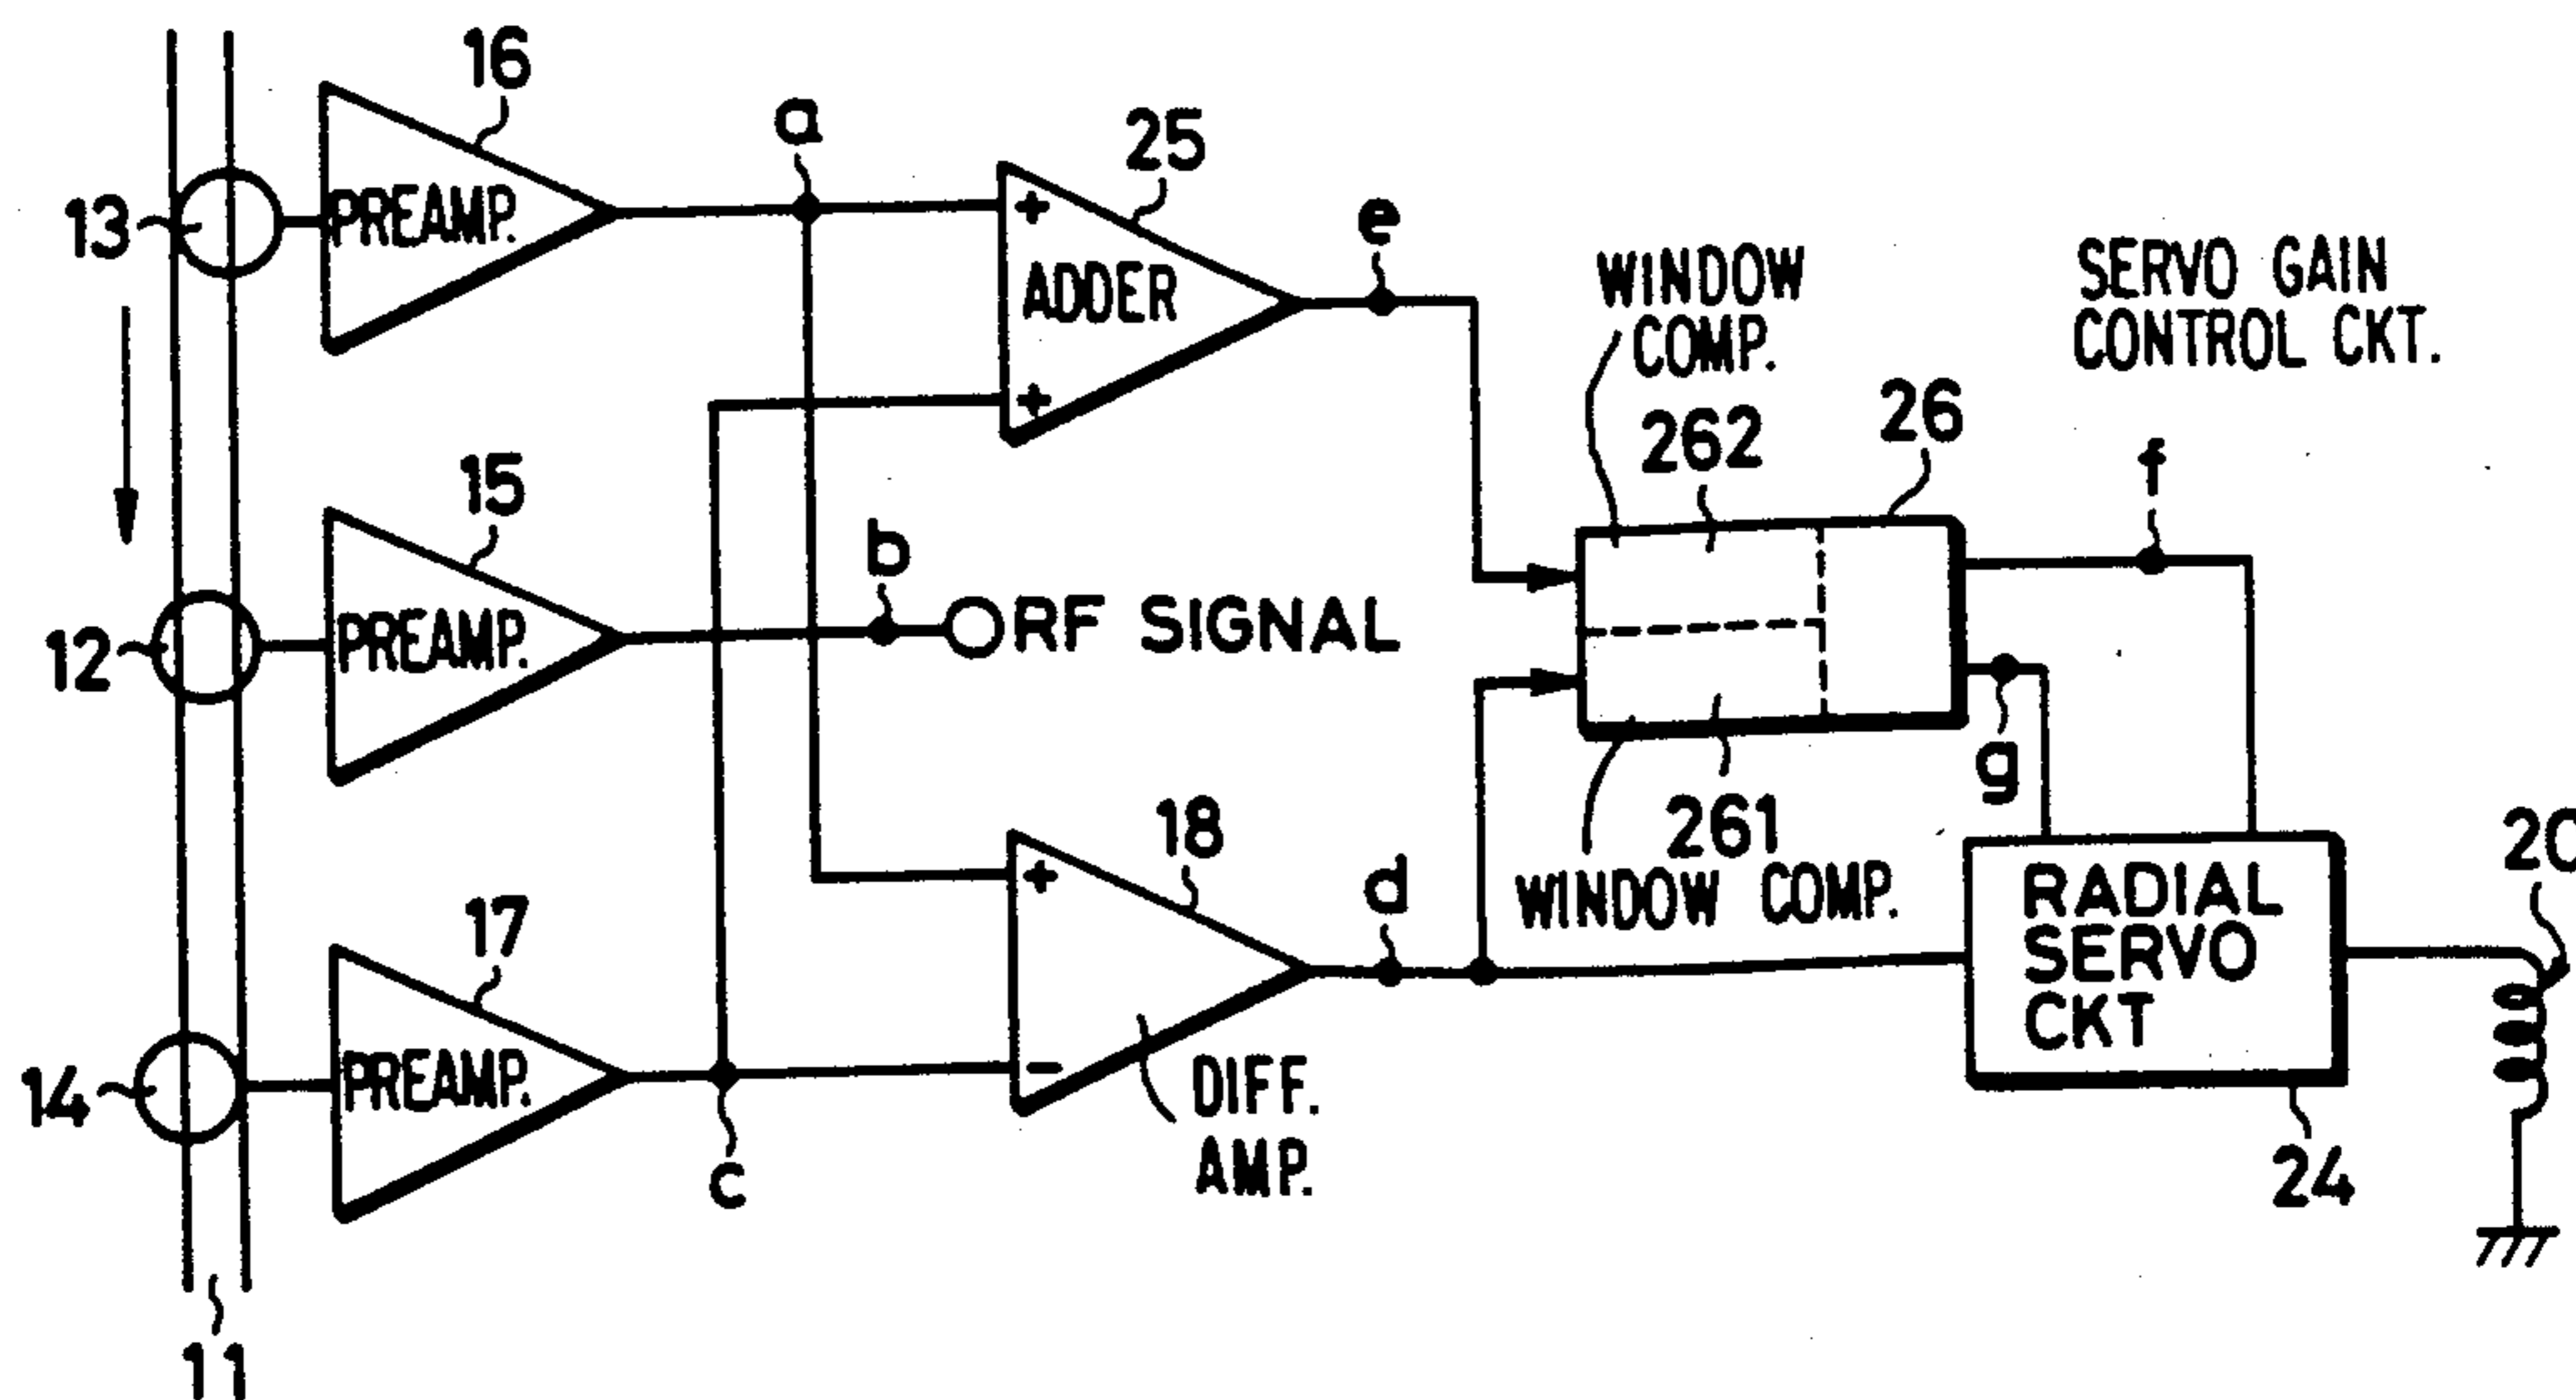 16
a
25
13
PREAMP.
ADDER
e
WINDOW
COMP.
SERVO GAIN
CONTROL CKT.
262
26
f
15
b
12
PREAMP.
RF SIGNAL
g
18
261
WINDOW COMP.
d
RADIAL
SERVO
CKT
20
17
14
PREAMP.
c
DIFF.
AMP.
24
11
+
+
+
−